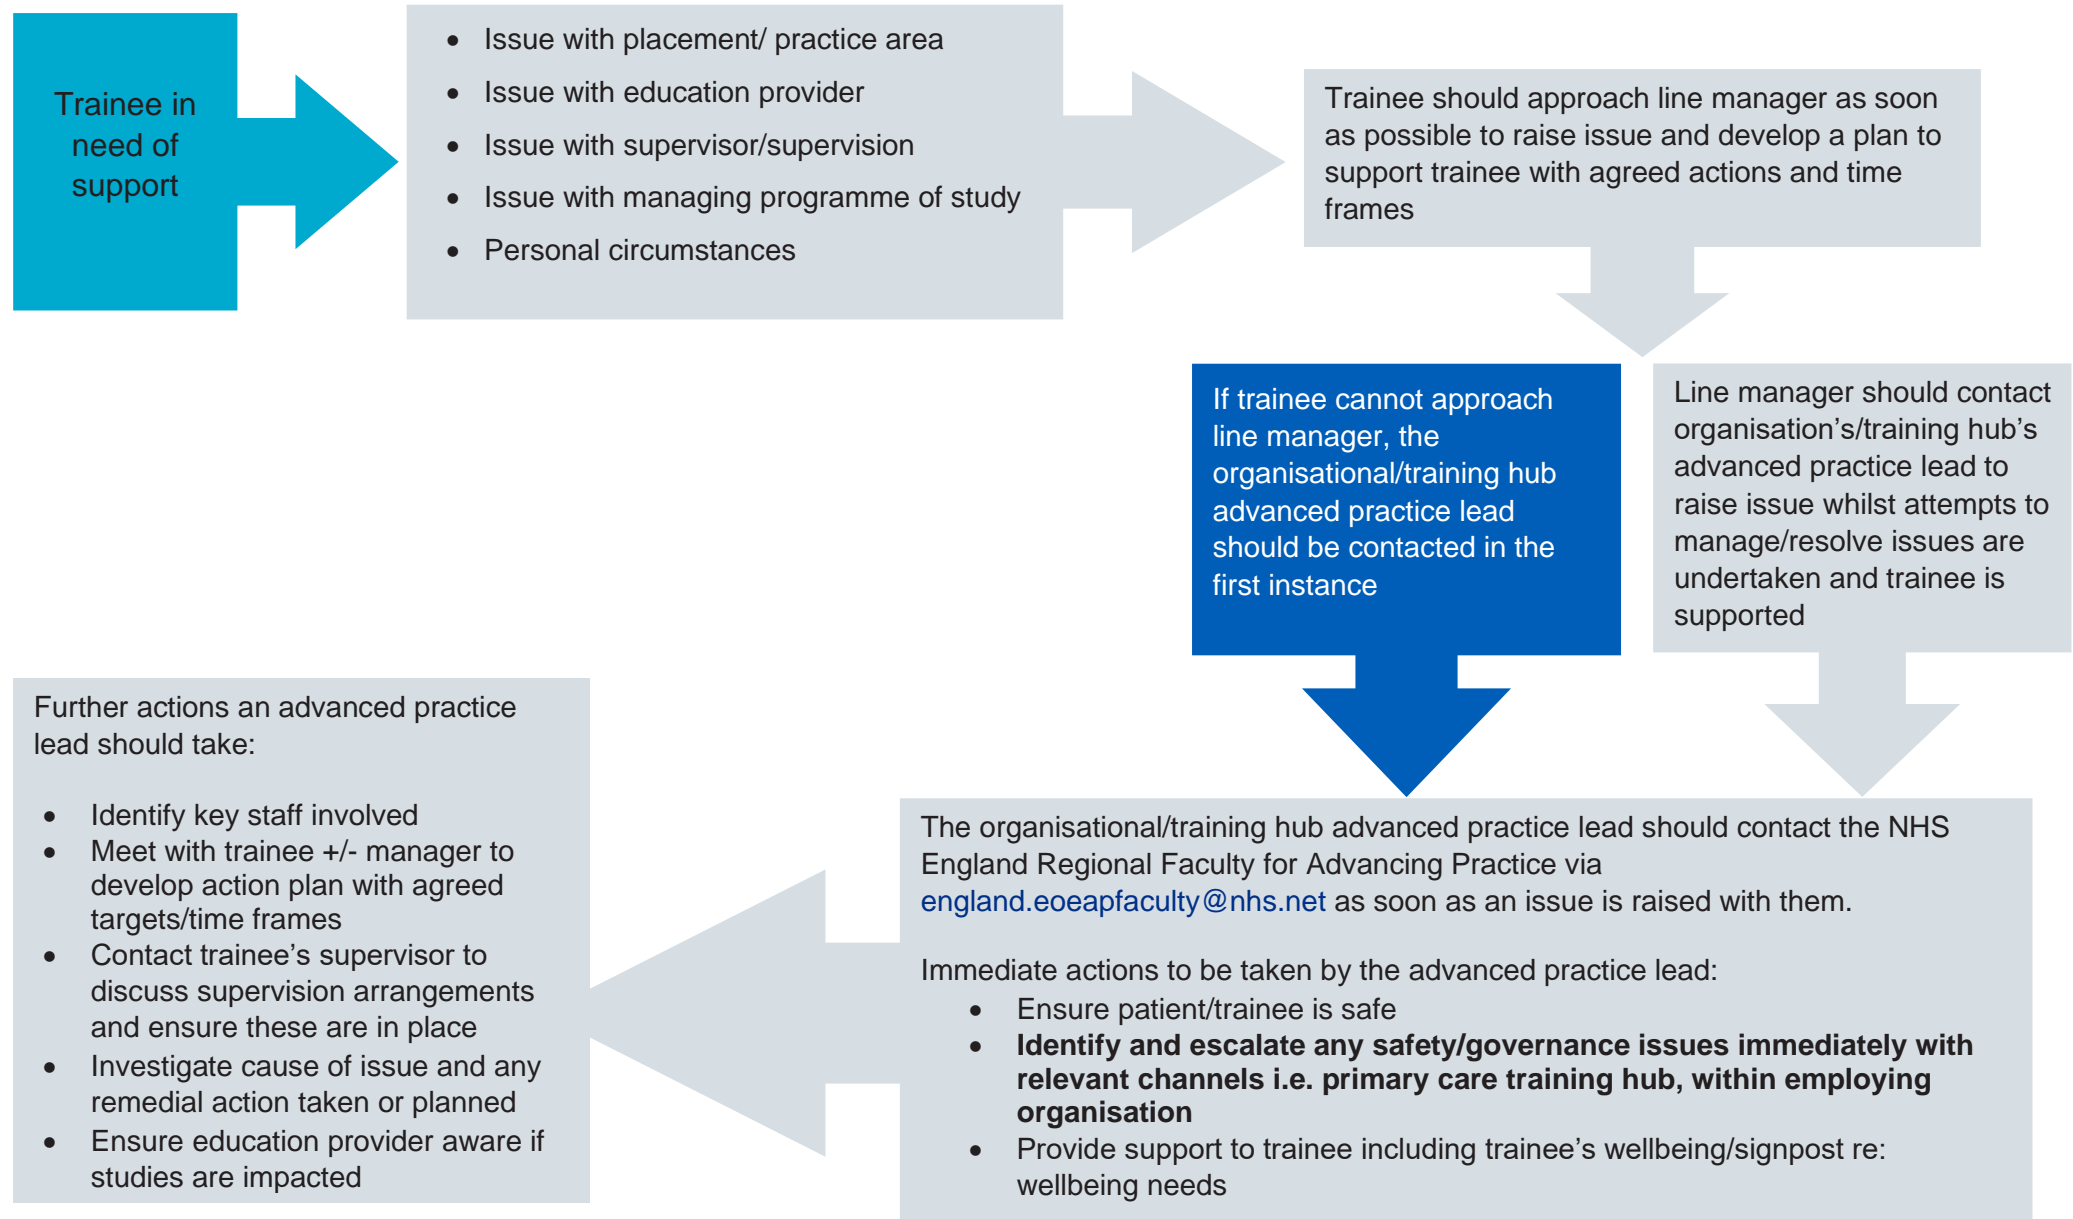 Trainee in
need of
support
• Issue with placement/ practice area
• Issue with education provider
• Issue with supervisor/supervision
• Issue with managing programme of study
• Personal circumstances
Trainee should approach line manager as soon
as possible to raise issue and develop a plan to
support trainee with agreed actions and time
frames
If trainee cannot approach
line manager, the
organisational/training hub
advanced practice lead
should be contacted in the
first instance
Line manager should contact
organisation’s/training hub’s
advanced practice lead to
raise issue whilst attempts to
manage/resolve issues are
undertaken and trainee is
supported
The organisational/training hub advanced practice lead should contact the NHS
England Regional Faculty for Advancing Practice via
england.eoeapfaculty@nhs.net as soon as an issue is raised with them.
Immediate actions to be taken by the advanced practice lead:
• Ensure patient/trainee is safe
• Identify and escalate any safety/governance issues immediately with
relevant channels i.e. primary care training hub, within employing
organisation
• Provide support to trainee including trainee’s wellbeing/signpost re:
wellbeing needs
Further actions an advanced practice
lead should take:
• Identify key staff involved
• Meet with trainee +/- manager to
develop action plan with agreed
targets/time frames
• Contact trainee’s supervisor to
discuss supervision arrangements
and ensure these are in place
• Investigate cause of issue and any
remedial action taken or planned
• Ensure education provider aware if
studies are impacted